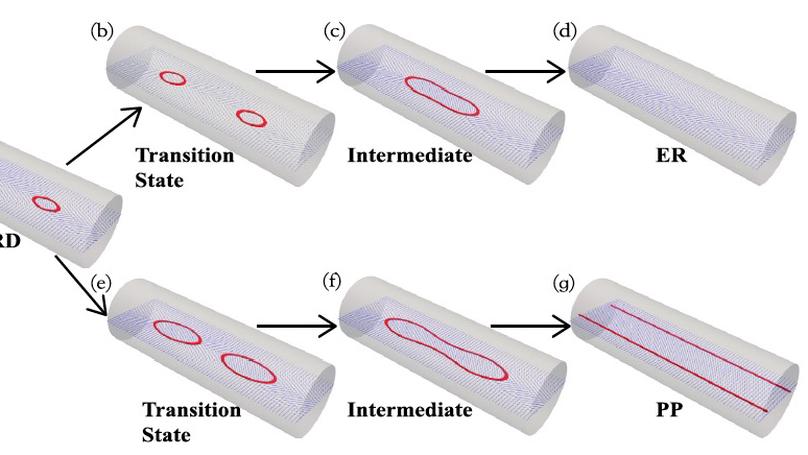 (b)
(c)
(d)
Transition
State
Intermediate
ER
RD
(e)
(f)
(g)
Transition
State
Intermediate
PP